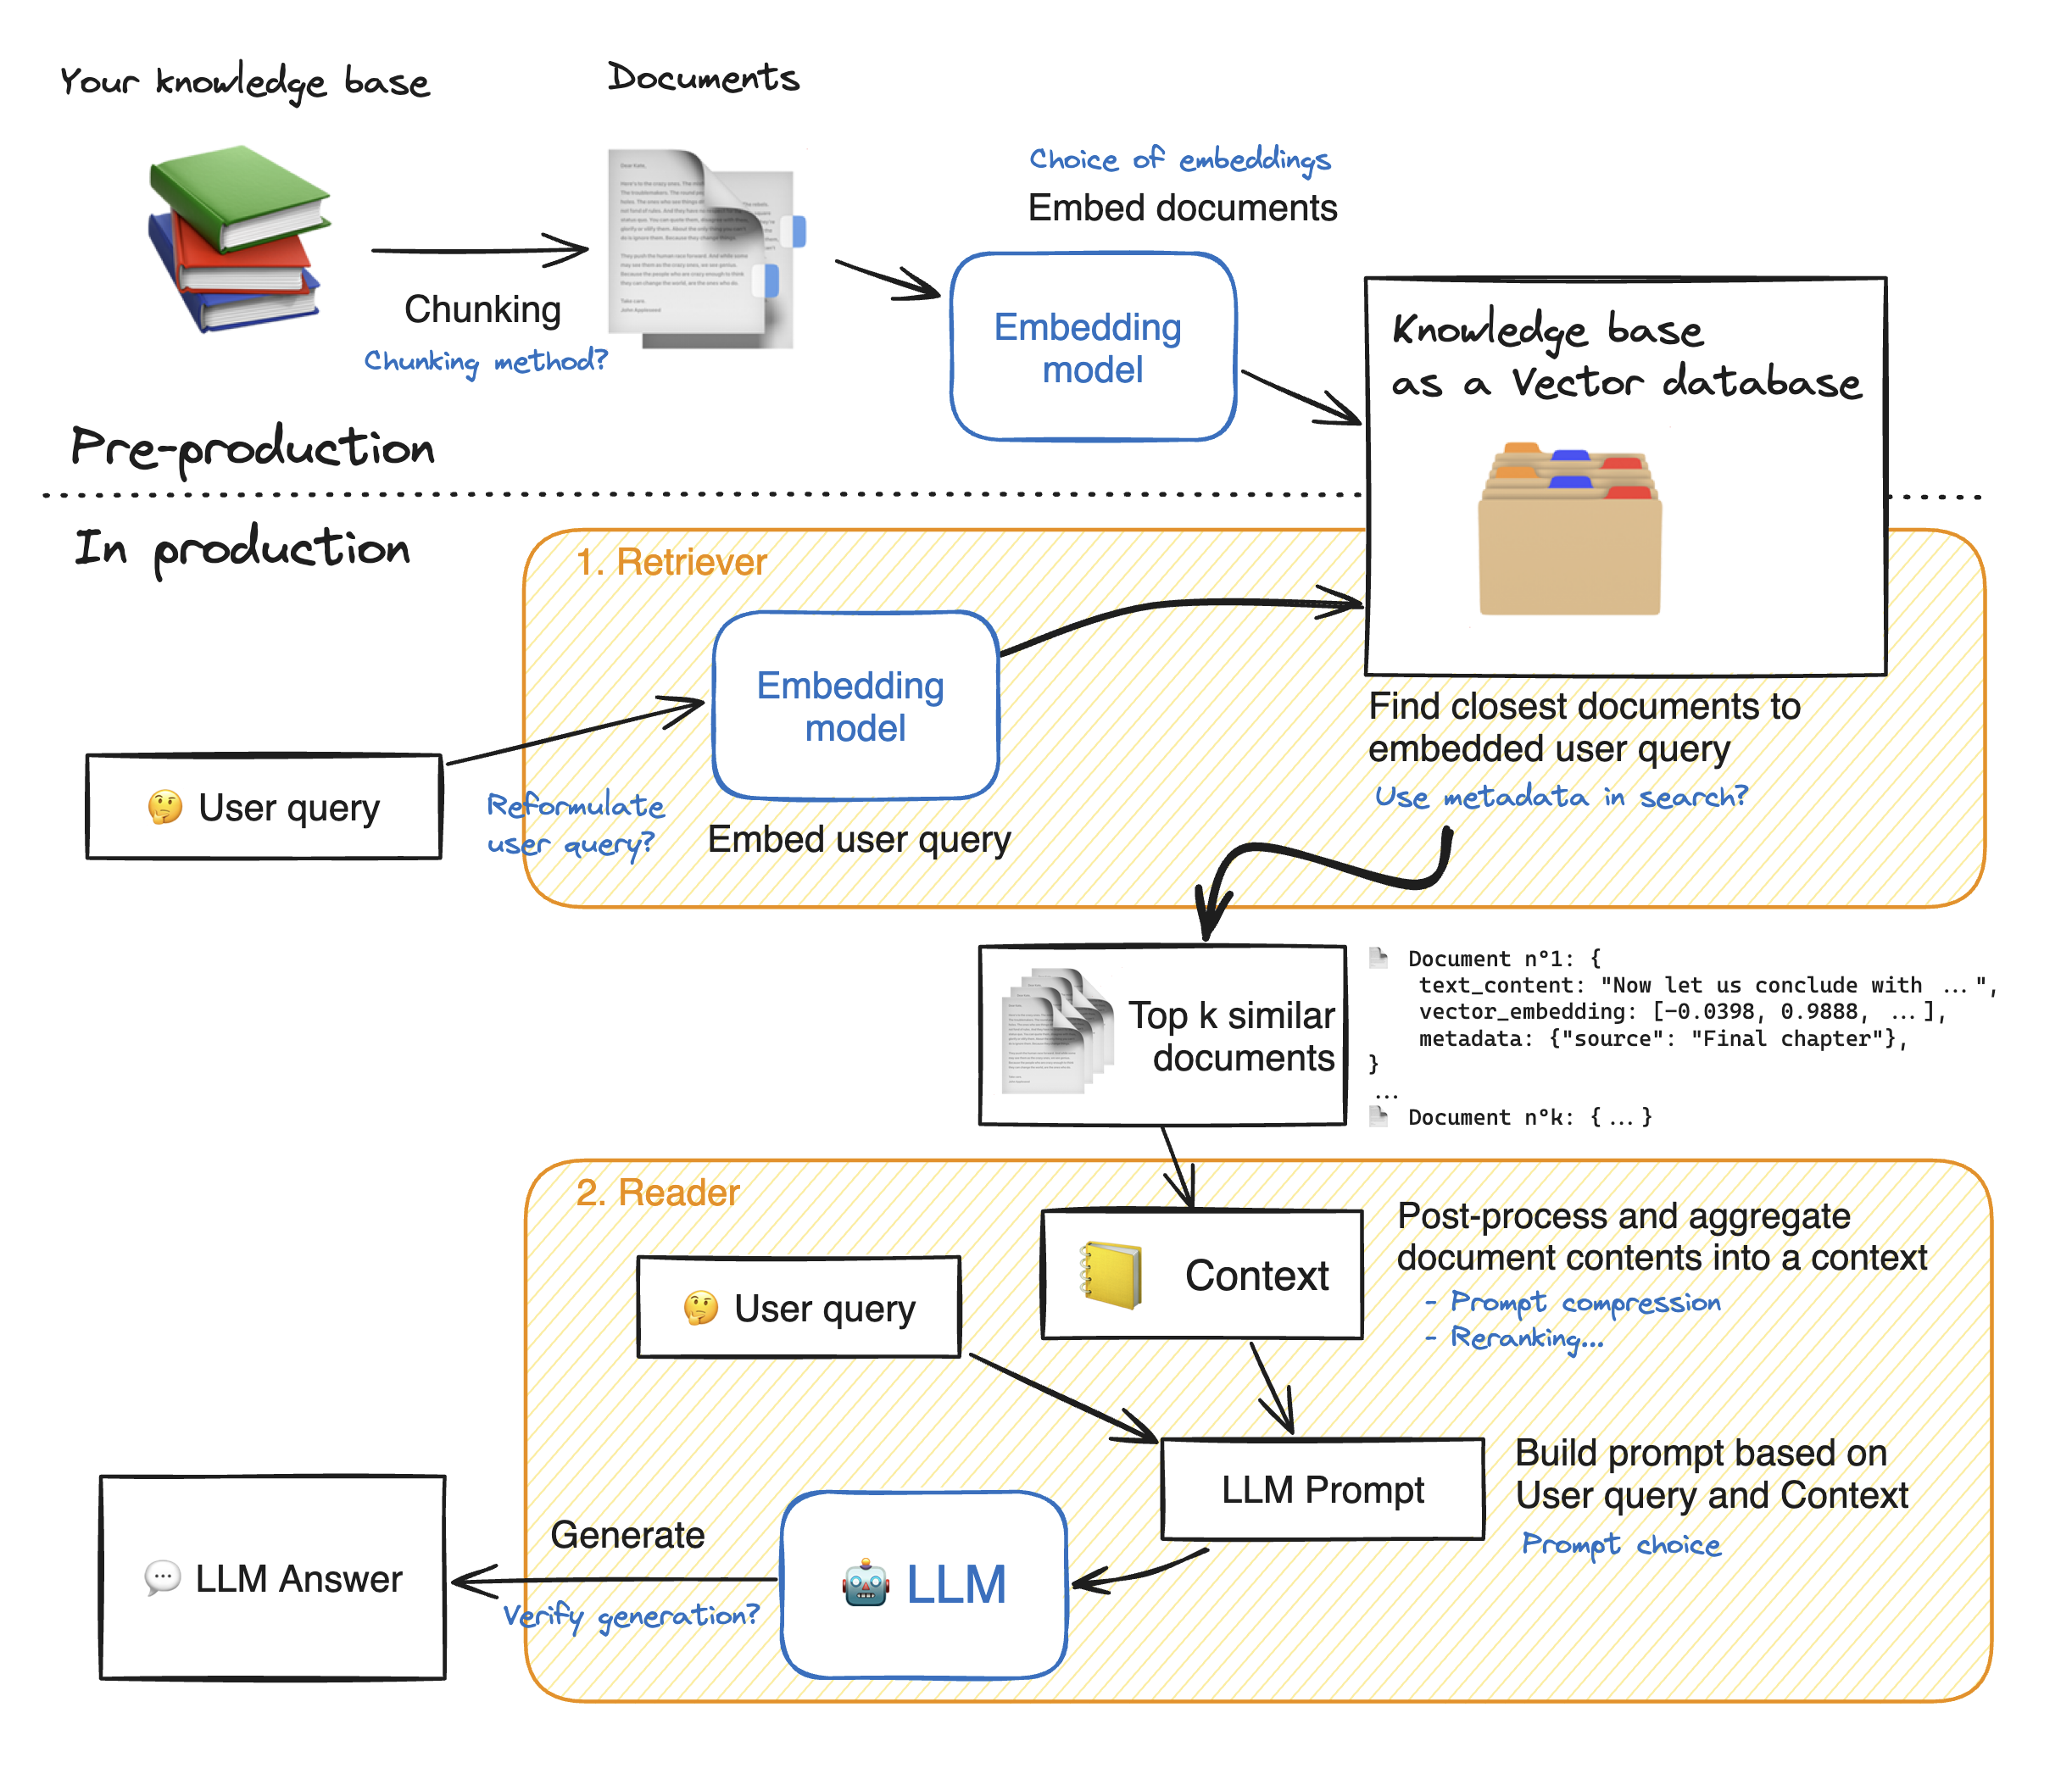 Your knowledge base
Documents
Choice of embeddings
Embed documents
Chunking
Chunking method?
Embedding
model
Knowledge base
as a Vector database
Pre-production
In production
1. Retriever
Embedding
model
🤔 User query
Reformulate
user query?
Embed user query
Find closest documents to
embedded user query
Use metadata in search?
Top k similar
documents
Document n°1: {
text_content: "Now let us conclude with ...",
vector_embedding: [-0.0398, 0.9888, ...],
metadata: {"source": "Final chapter"},
}
...
Document n°k: {...}
2. Reader
🤔 User query
Context
Post-process and aggregate
document contents into a context
- Prompt compression
- Reranking...
LLM Prompt
Build prompt based on
User query and Context
Prompt choice
🤖 LLM
Generate
Verify generation?
💬 LLM Answer